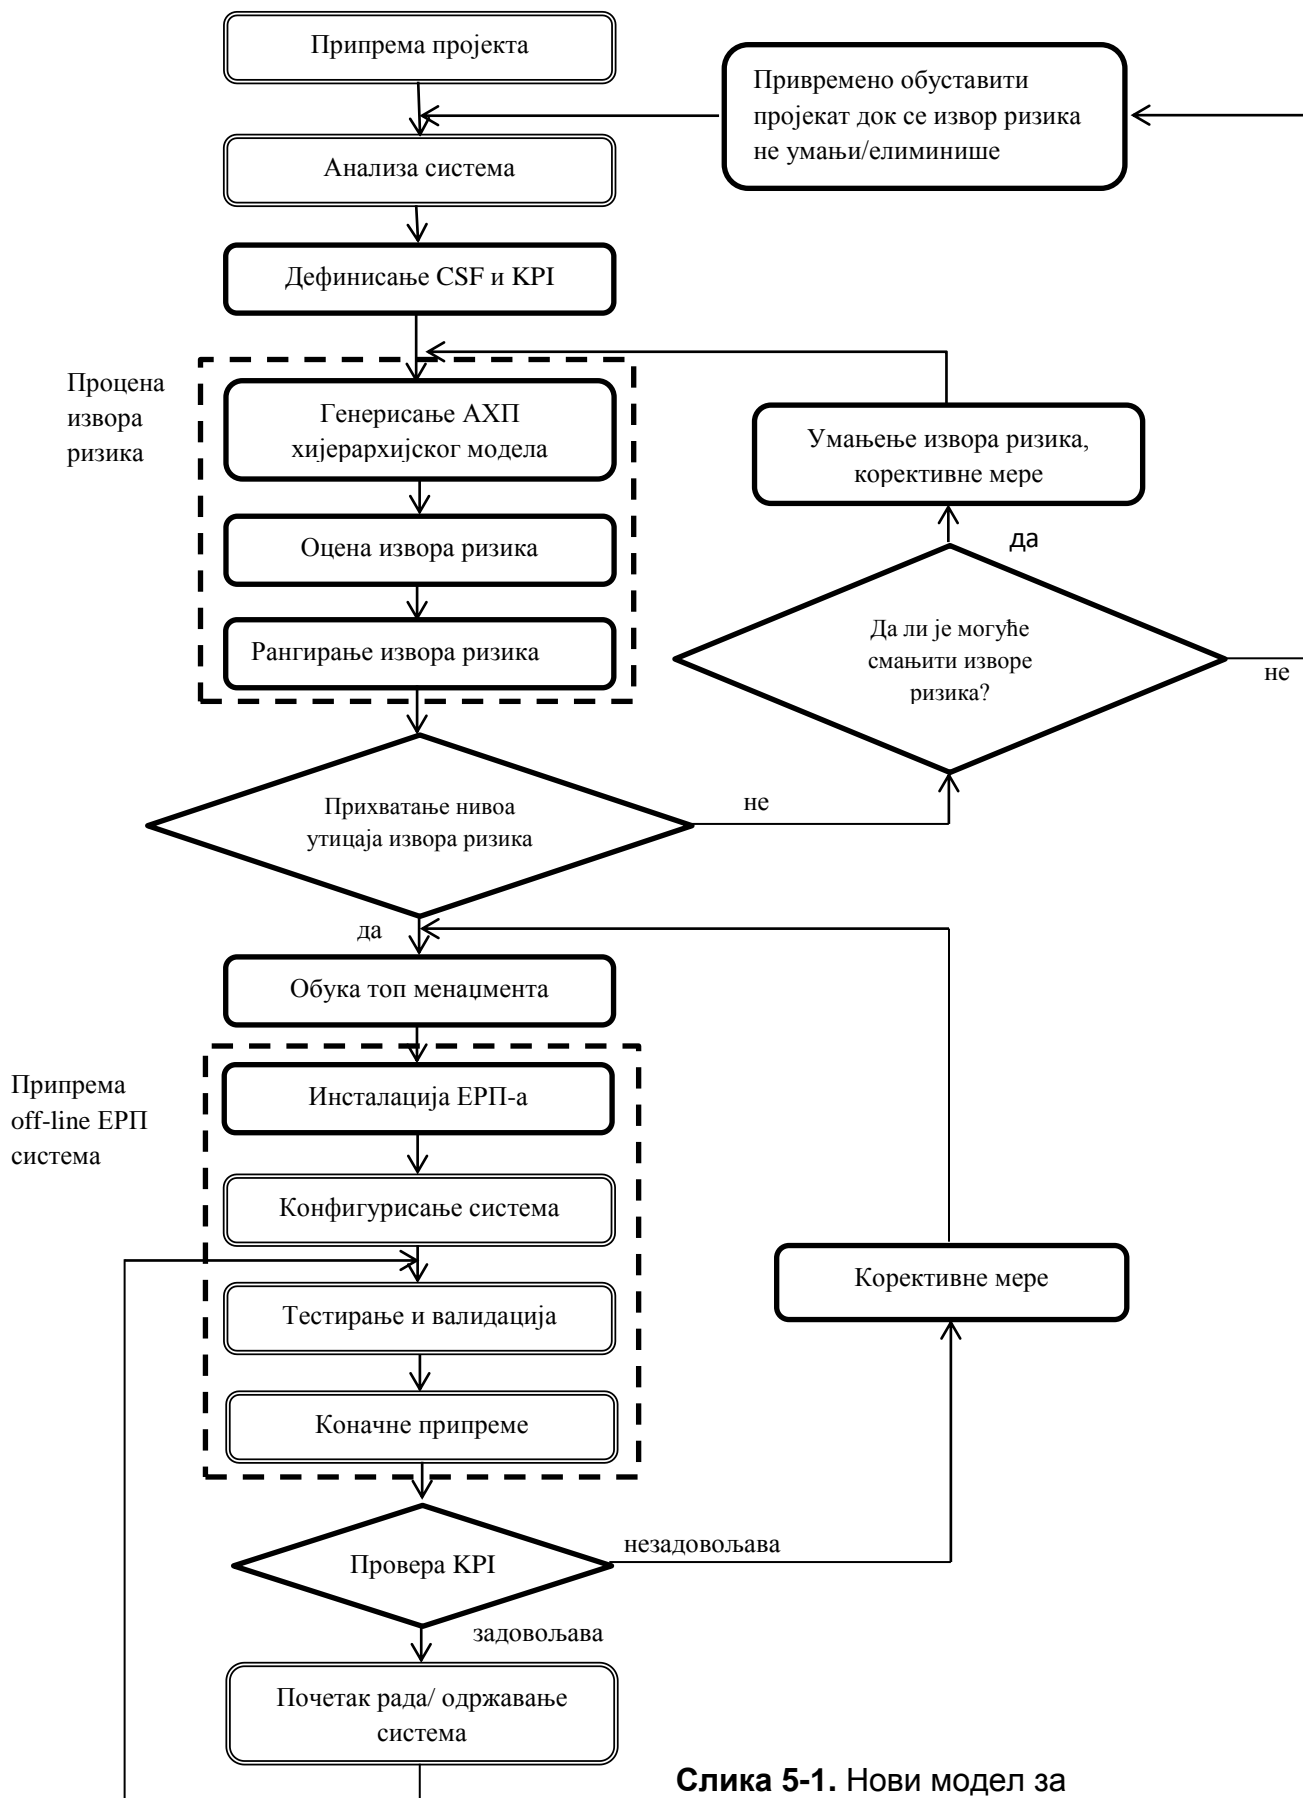 Припрема пројекта
Привремено обуставити
пројекат док се извор ризика
не умањи/елиминише
Анализа система
Дефинисање CSF и KPI
Процена
извора
ризика
Генерисање АХП
хијерархијског модела
Умањење извора ризика,
корективне мере
Оцена извора ризика
да
Рангирање извора ризика
Да ли је могуће
смањити изворе
ризика?
не
Прихватање нивоа
утицаја извора ризика
не
да
Обука топ менаџмента
Припрема
off-line ЕРП
система
Инсталација ЕРП-а
Конфигурисање система
Корективне мере
Тестирање и валидација
Коначне припреме
Провера KPI
незадовољава
задовољава
Почетак рада/ одржавање
система
Слика 5-1. Нови модел за